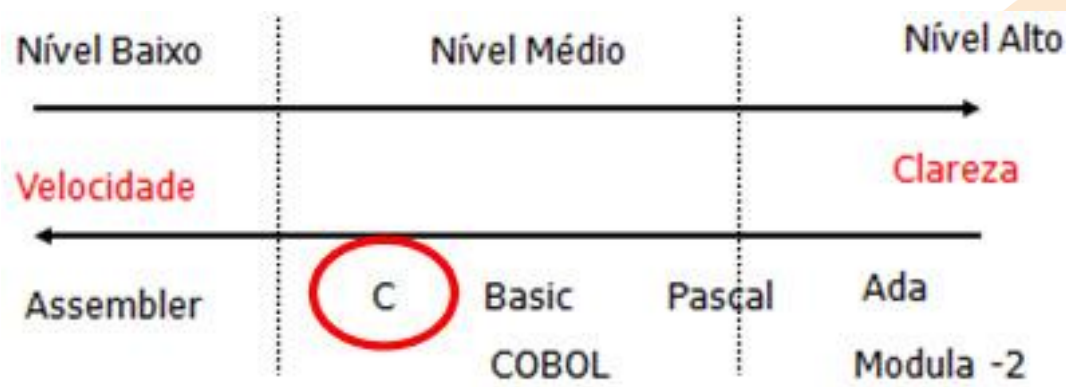 Nível Baixo Nível Médio Nível Alto
Velocidade Clareza
Assembler C Basic Pascal Ada
COBOL Modula -2